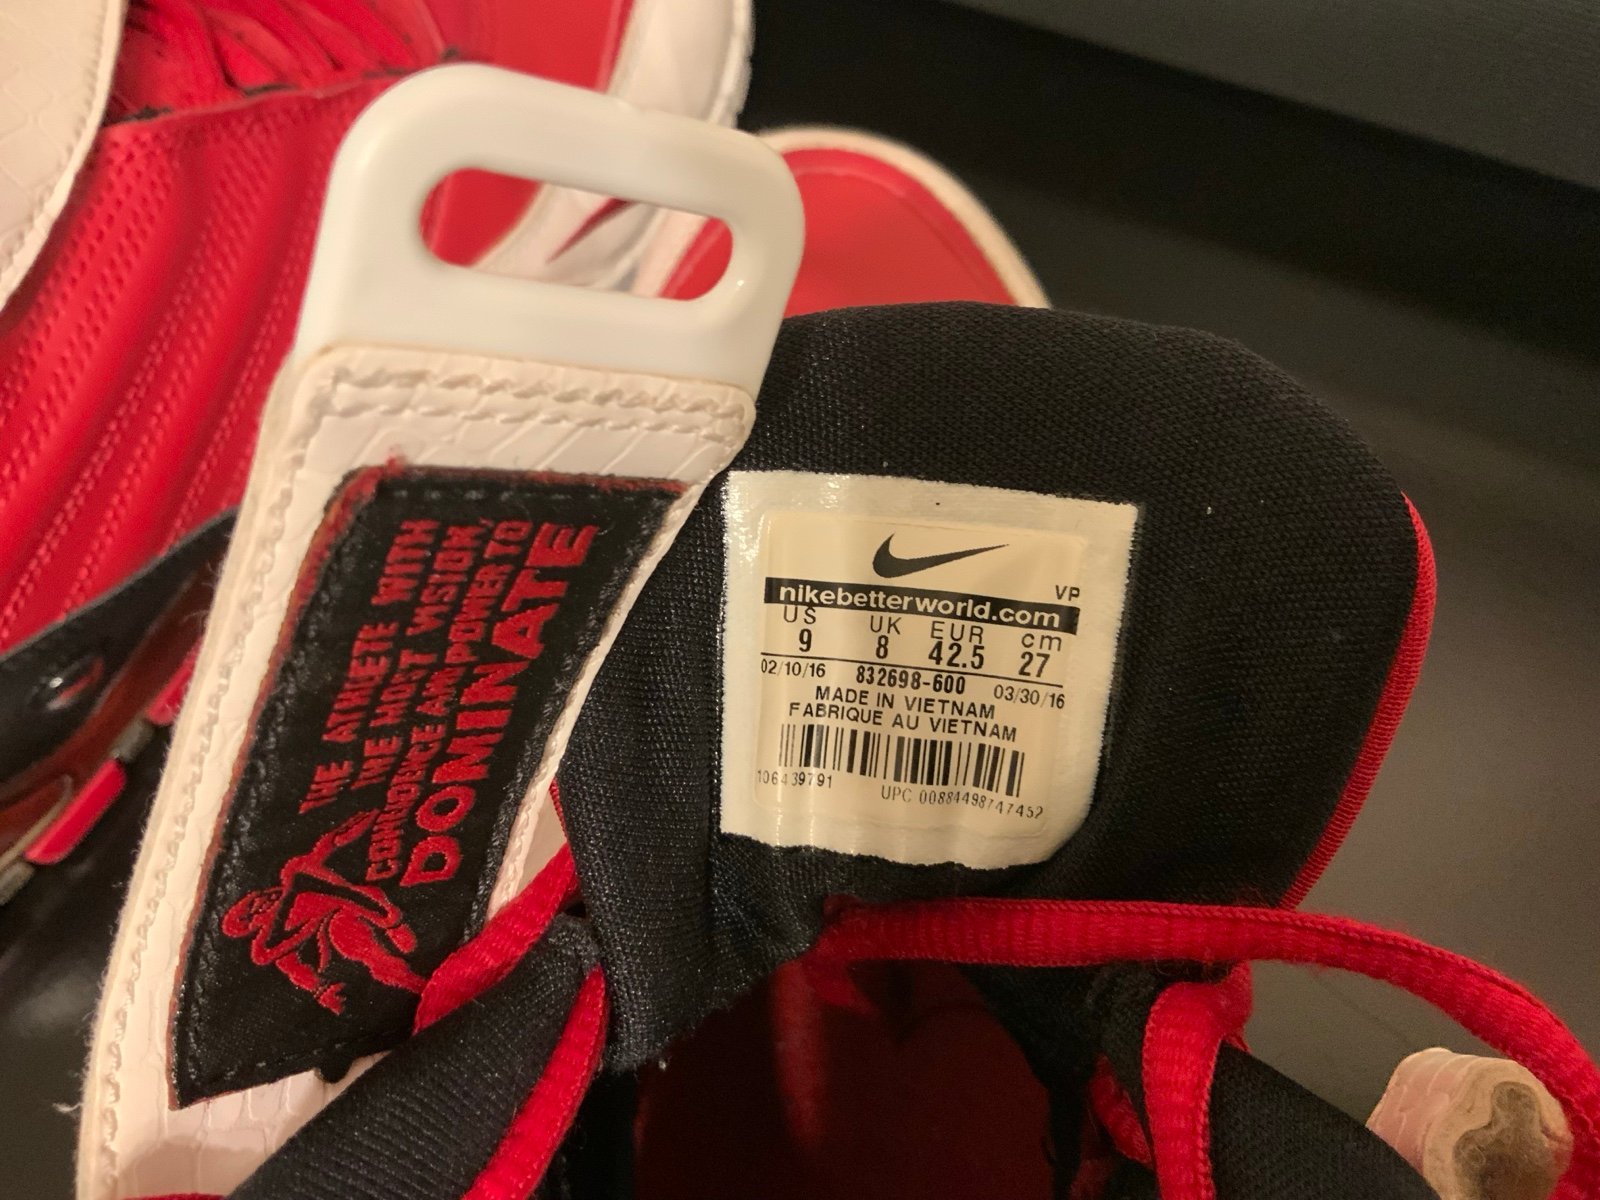 THE ATHLETE WITH
THE MOST VISION,
CONFIDENCE AND POWER TO
DOMINATE
VP
nikebetterworld.com
US UK EUR cm
9 8 42.5 27
02/10/16 832698-600 03/30/16
MADE IN VIETNAM
FABRIQUE AU VIETNAM
106439791
UPC 00884498747452